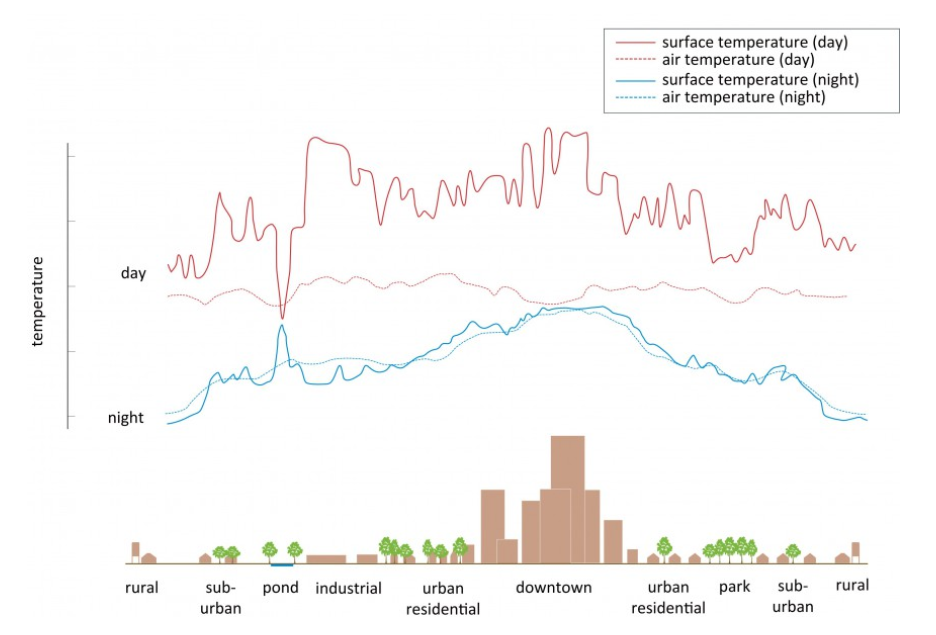 surface temperature (day)
air temperature (day)
surface temperature (night)
air temperature (night)
temperature
day
night
rural
sub-
urban
pond
industrial
urban
residential
downtown
urban
residential
park
sub-
urban
rural